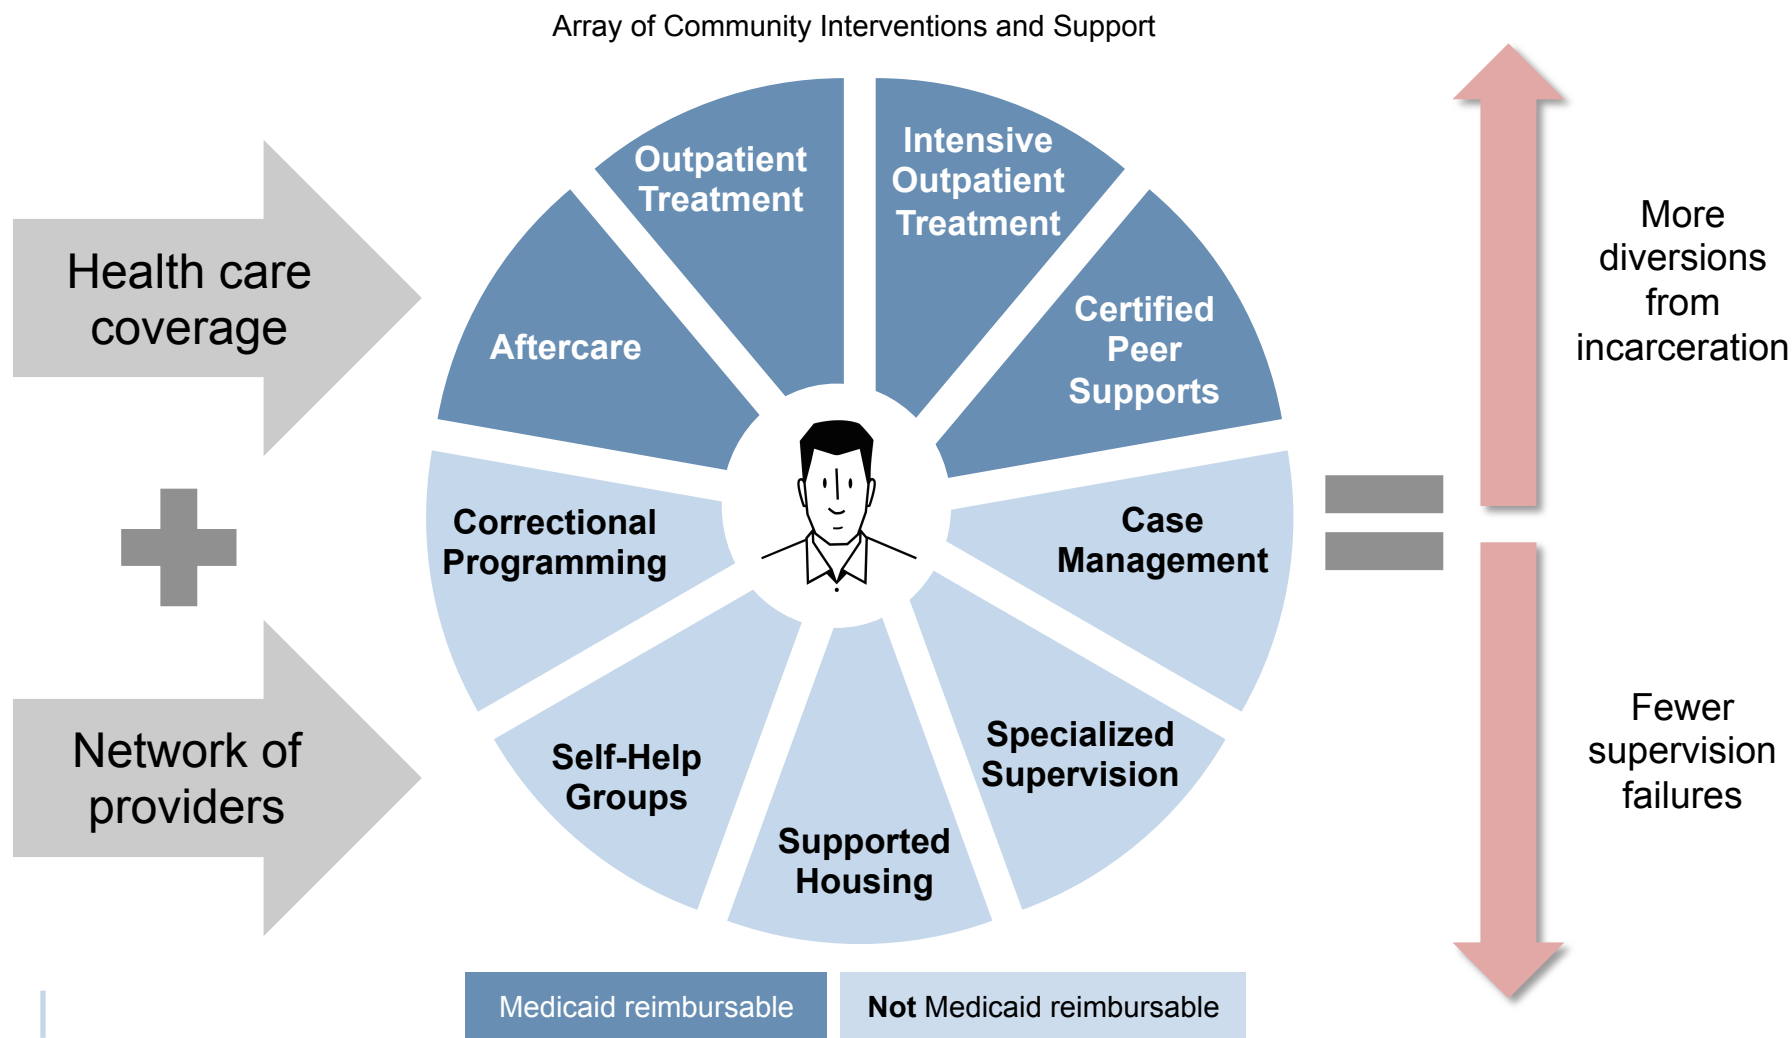 Array of Community Interventions and Support
Health care
coverage
Network of
providers
Outpatient
Treatment
Intensive
Outpatient
Treatment
Aftercare
Certified
Peer
Supports
Correctional
Programming
Case
Management
Self-Help
Groups
Specialized
Supervision
Supported
Housing
More
diversions
from
incarceration
Fewer
supervision
failures
Medicaid reimbursable
Not Medicaid reimbursable